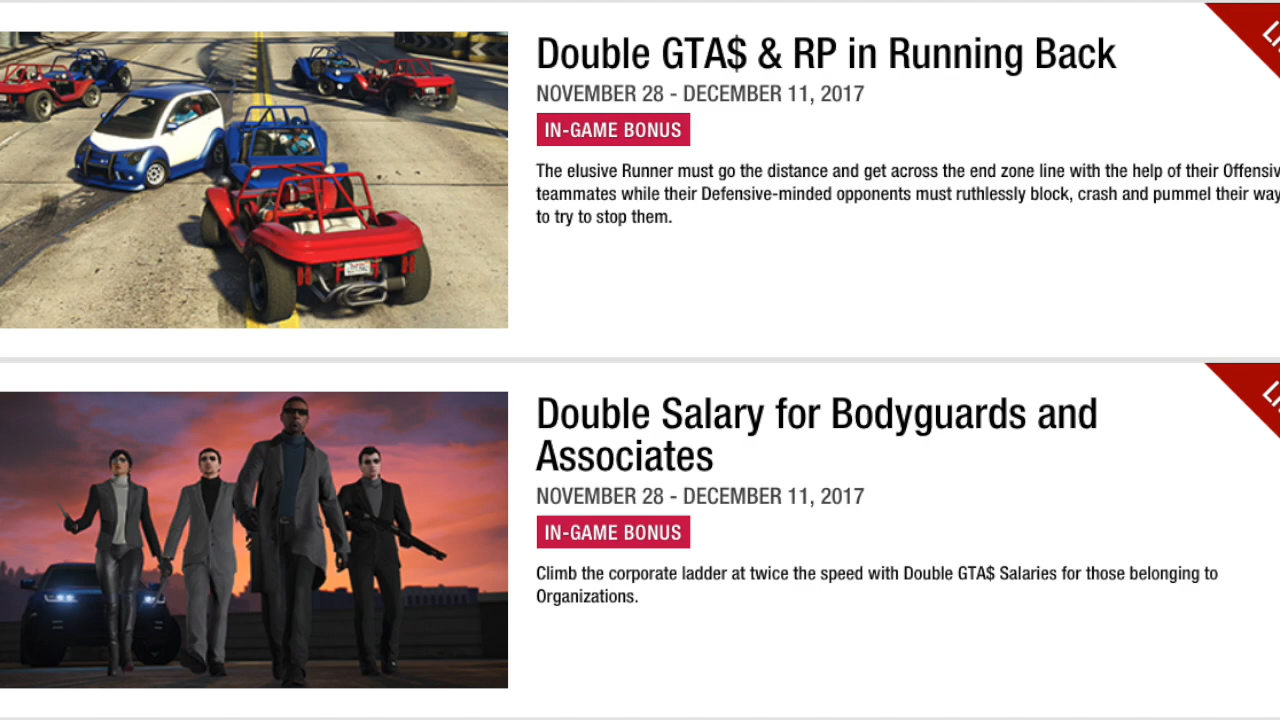 Double GTA$ & RP in Running Back
NOVEMBER 28 - DECEMBER 11, 2017
IN-GAME BONUS
The elusive Runner must go the distance and get across the end zone line with the help of their
teammates while their Defensive-minded opponents must ruthlessly block, crash and pummel their way
to try to stop them.
Double Salary for Bodyguards and
Associates
NOVEMBER 28 - DECEMBER 11, 2017
IN-GAME BONUS
Climb the corporate ladder at twice the speed with Double GTA$ Salaries for those belonging to
Organizations.